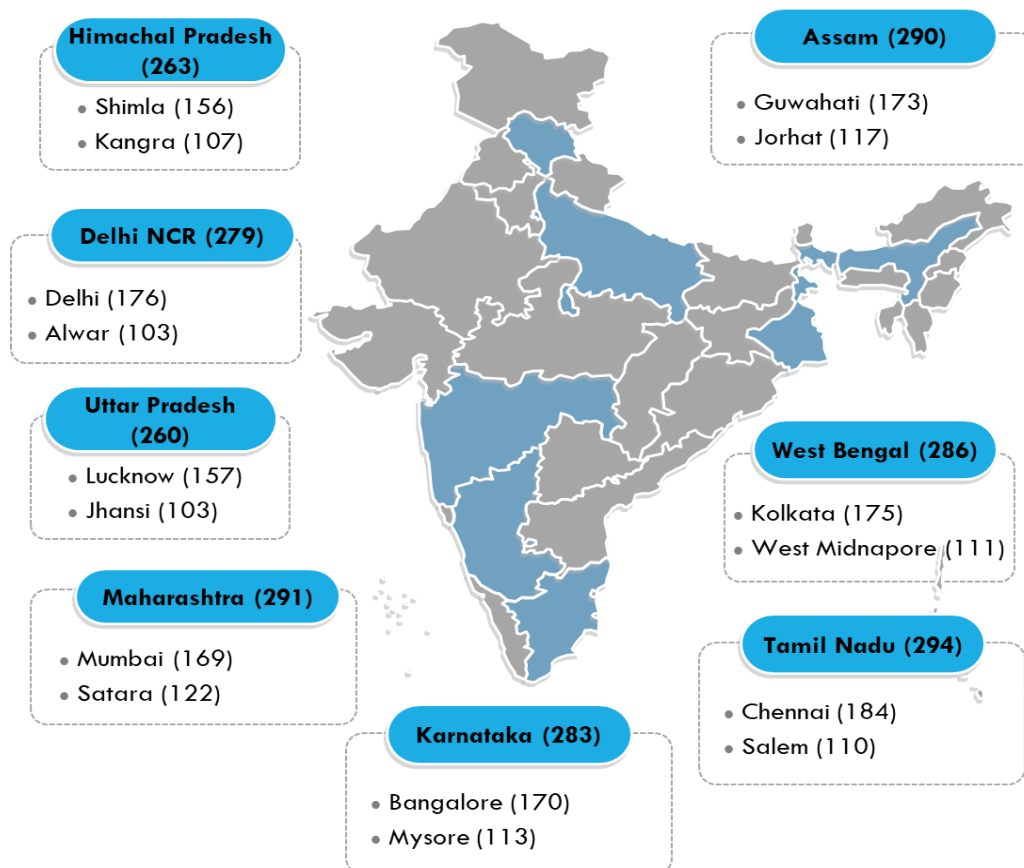 Himachal Pradesh
(263)
• Shimla (156)
• Kangra (107)
Delhi NCR (279)
• Delhi (176)
• Alwar (103)
Uttar Pradesh
(260)
• Lucknow (157)
• Jhansi (103)
Maharashtra (291)
• Mumbai (169)
• Satara (122)
Karnataka (283)
• Bangalore (170)
• Mysore (113)
Assam (290)
• Guwahati (173)
• Jorhat (117)
West Bengal (286)
• Kolkata (175)
• West Midnapore (111)
Tamil Nadu (294)
• Chennai (184)
• Salem (110)